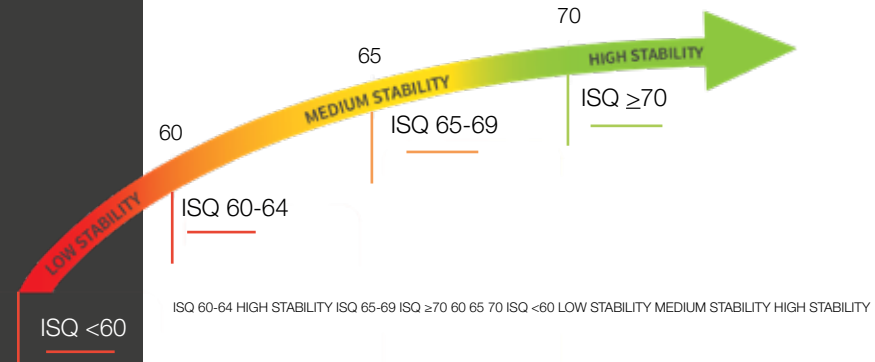 70
HIGH STABILITY
65
ISQ ≥70
MEDIUM STABILITY
ISQ 65-69
60
ISQ 60-64
LOW STABILITY
ISQ 60-64 HIGH STABILITY ISQ 65-69 ISQ ≥70 60 65 70 ISQ <60 LOW STABILITY MEDIUM STABILITY HIGH STABILITY
ISQ <60